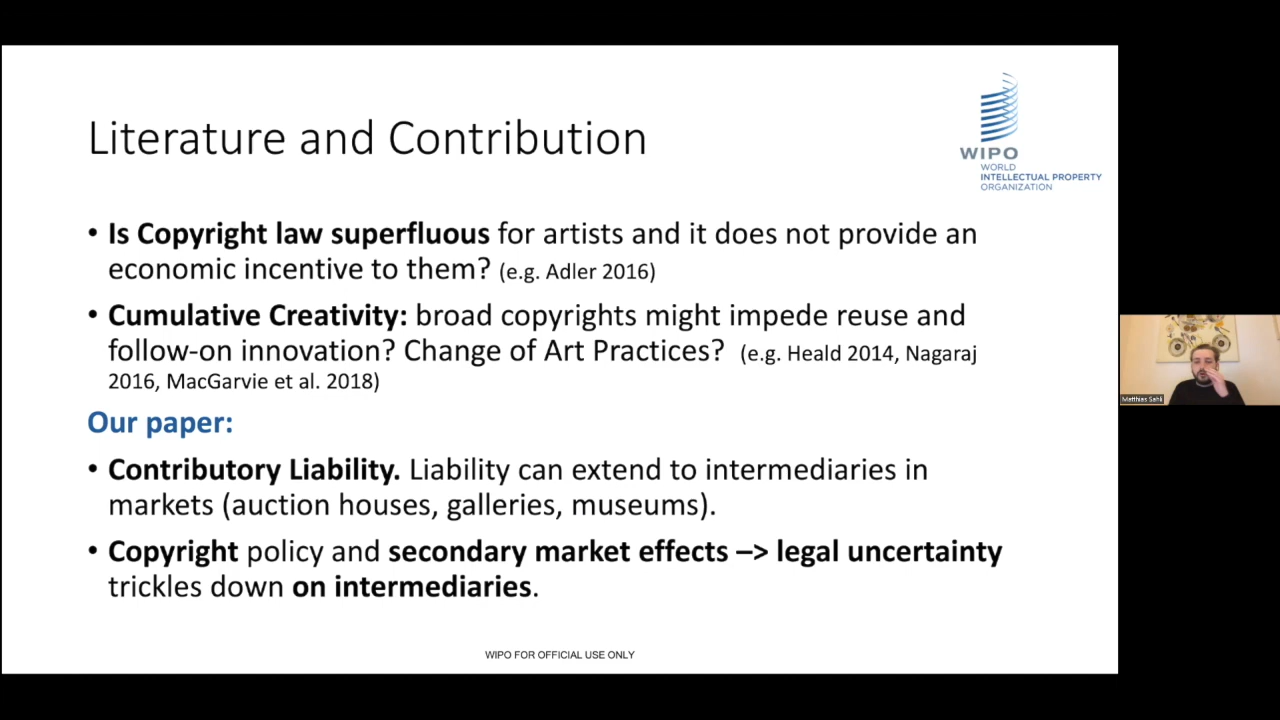 Literature and Contribution
WIPO
WORLD
INTELLECTUAL PROPERTY
ORGANIZATION
• Is Copyright law superfluous for artists and it does not provide an
economic incentive to them? (e.g. Adler 2016)
• Cumulative Creativity: broad copyrights might impede reuse and
follow-on innovation? Change of Art Practices? (e.g. Heald 2014, Nagaraj
2016, MacGarvie et al. 2018)
Our paper:
• Contributory Liability. Liability can extend to intermediaries in
markets (auction houses, galleries, museums).
• Copyright policy and secondary market effects –> legal uncertainty
trickles down on intermediaries.
WIPO FOR OFFICIAL USE ONLY
Matthias Sahli